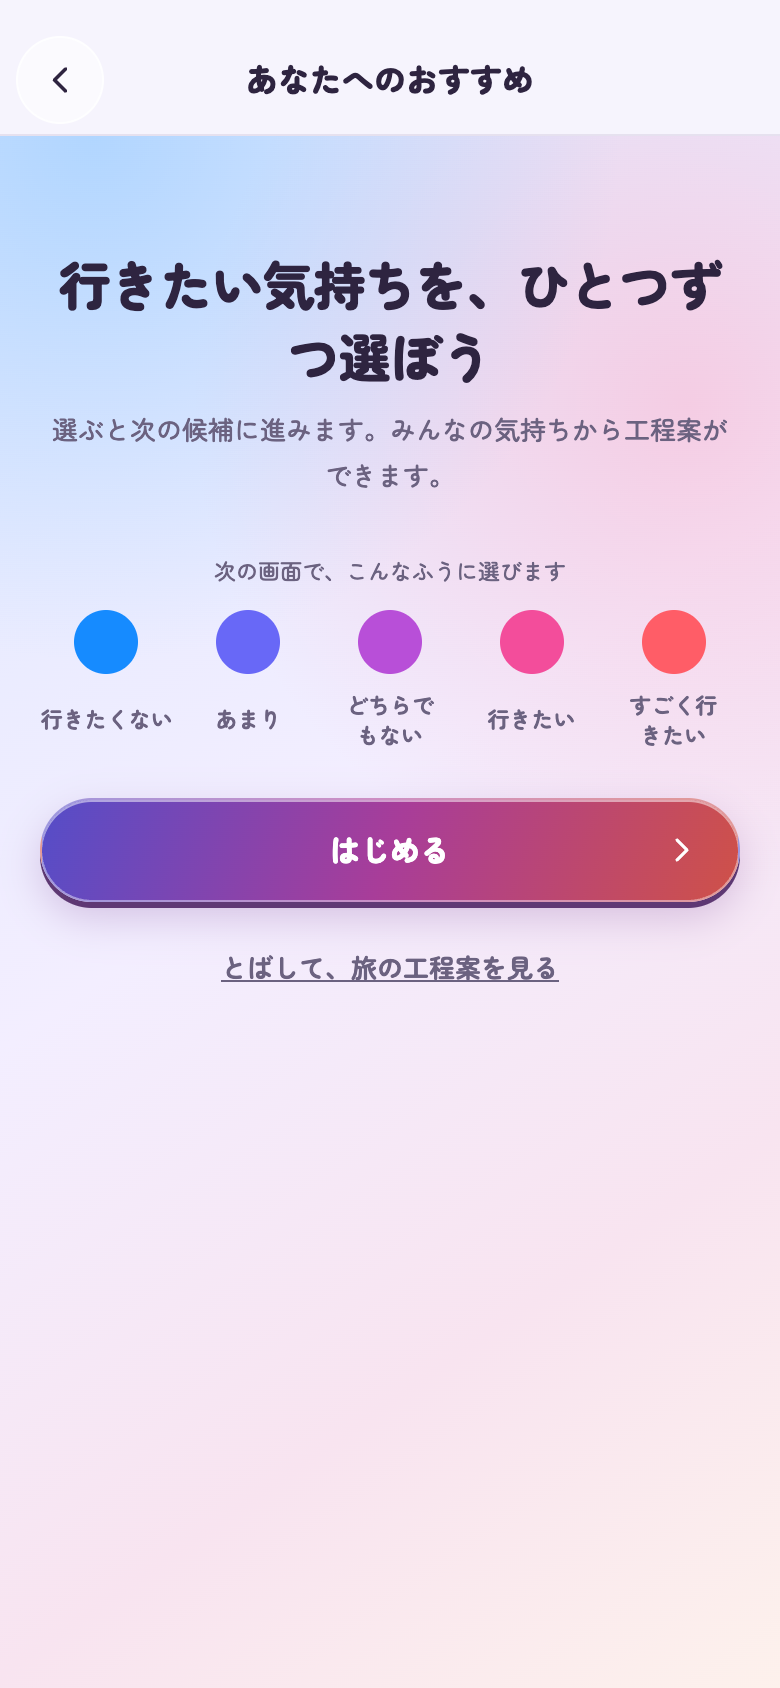 あなたへのおすすめ
行きたい気持ちを、ひとつず
つ選ぼう
選ぶと次の候補に進みます。みんなの気持ちから工程案が
できます。
次の画面で、こんなふうに選びます
行きたくない
あまり
どちらで
もない
行きたい
すごく行
きたい
はじめる
とばして、旅の工程案を見る